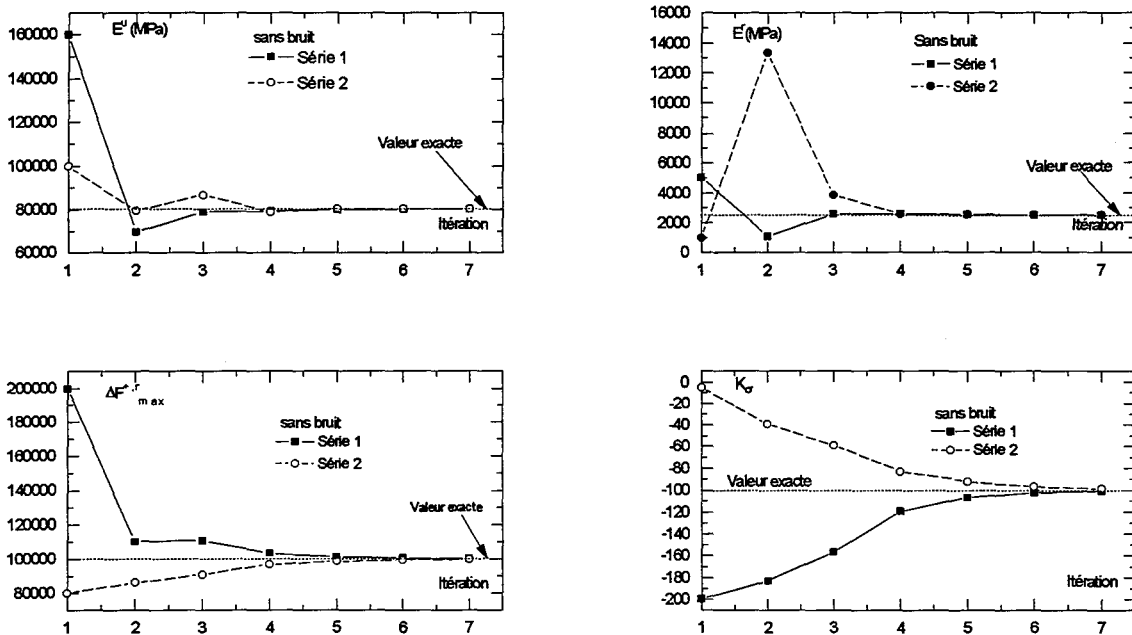 E^u (MPa)
sans bruit
Série 1
Série 2
Valeur exacte
Itération
160000
140000
120000
100000
80000
60000
1 2 3 4 5 6 7
E^r (MPa)
Sans bruit
Série 1
Série 2
Valeur exacte
Itération
16000
14000
12000
10000
8000
6000
4000
2000
0
1 2 3 4 5 6 7
sans bruit
Série 1
Série 2
Valeur exacte
Itération
200000
180000
160000
140000
120000
100000
80000
1 2 3 4 5 6 7
K_σ
sans bruit
Série 1
Série 2
Valeur exacte
Itération
0
-20
-40
-60
-80
-100
-120
-140
-160
-180
-200
1 2 3 4 5 6 7